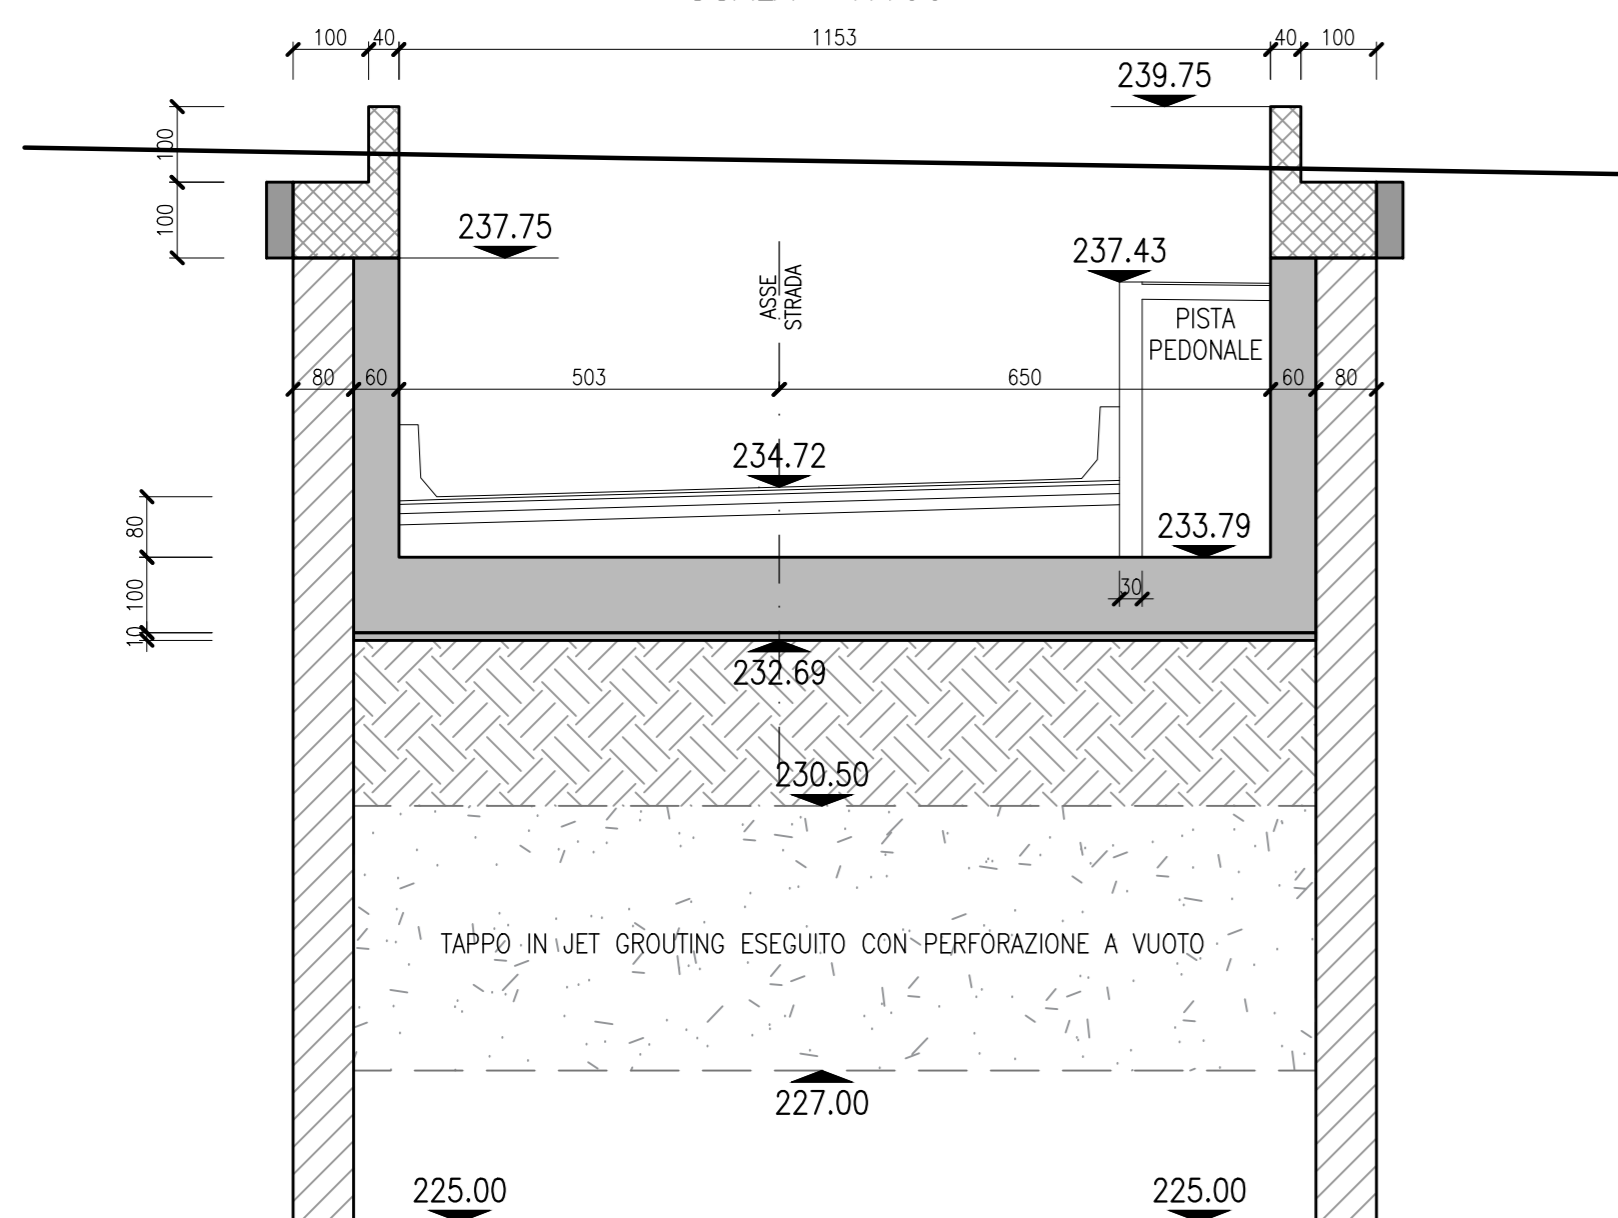 100 40 1153 40 100
239.75
100
100
237.75
237.43
ASSE
STRADA
PISTA
PEDONALE
80 60 503 650 60 80
234.72
233.79
80
100
10
30
232.69
230.50
TAPPO IN JET GROUTING ESEGUITO CON PERFORAZIONE A VUOTO
227.00
225.00 225.00